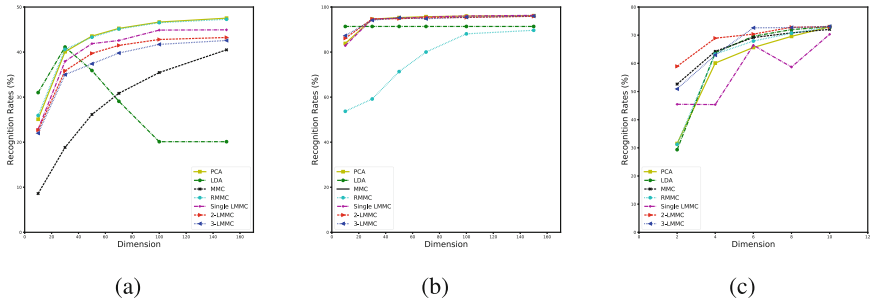 50
40
30
20
10
0
Recognition Rates (%)
0 20 40 60 80 100 120 140 160
Dimension
PCA
LDA
MMC
RMMC
Single LMMC
2-LMMC
3-LMMC
(a)
100
80
60
40
20
0
Recognition Rates (%)
0 20 40 60 80 100 120 140 160
Dimension
PCA
LDA
MMC
RMMC
Single LMMC
2-LMMC
3-LMMC
(b)
80
70
60
50
40
30
20
10
0
Recognition Rates (%)
0 2 4 6 8 10 12
Dimension
PCA
LDA
MMC
RMMC
Single LMMC
2-LMMC
3-LMMC
(c)